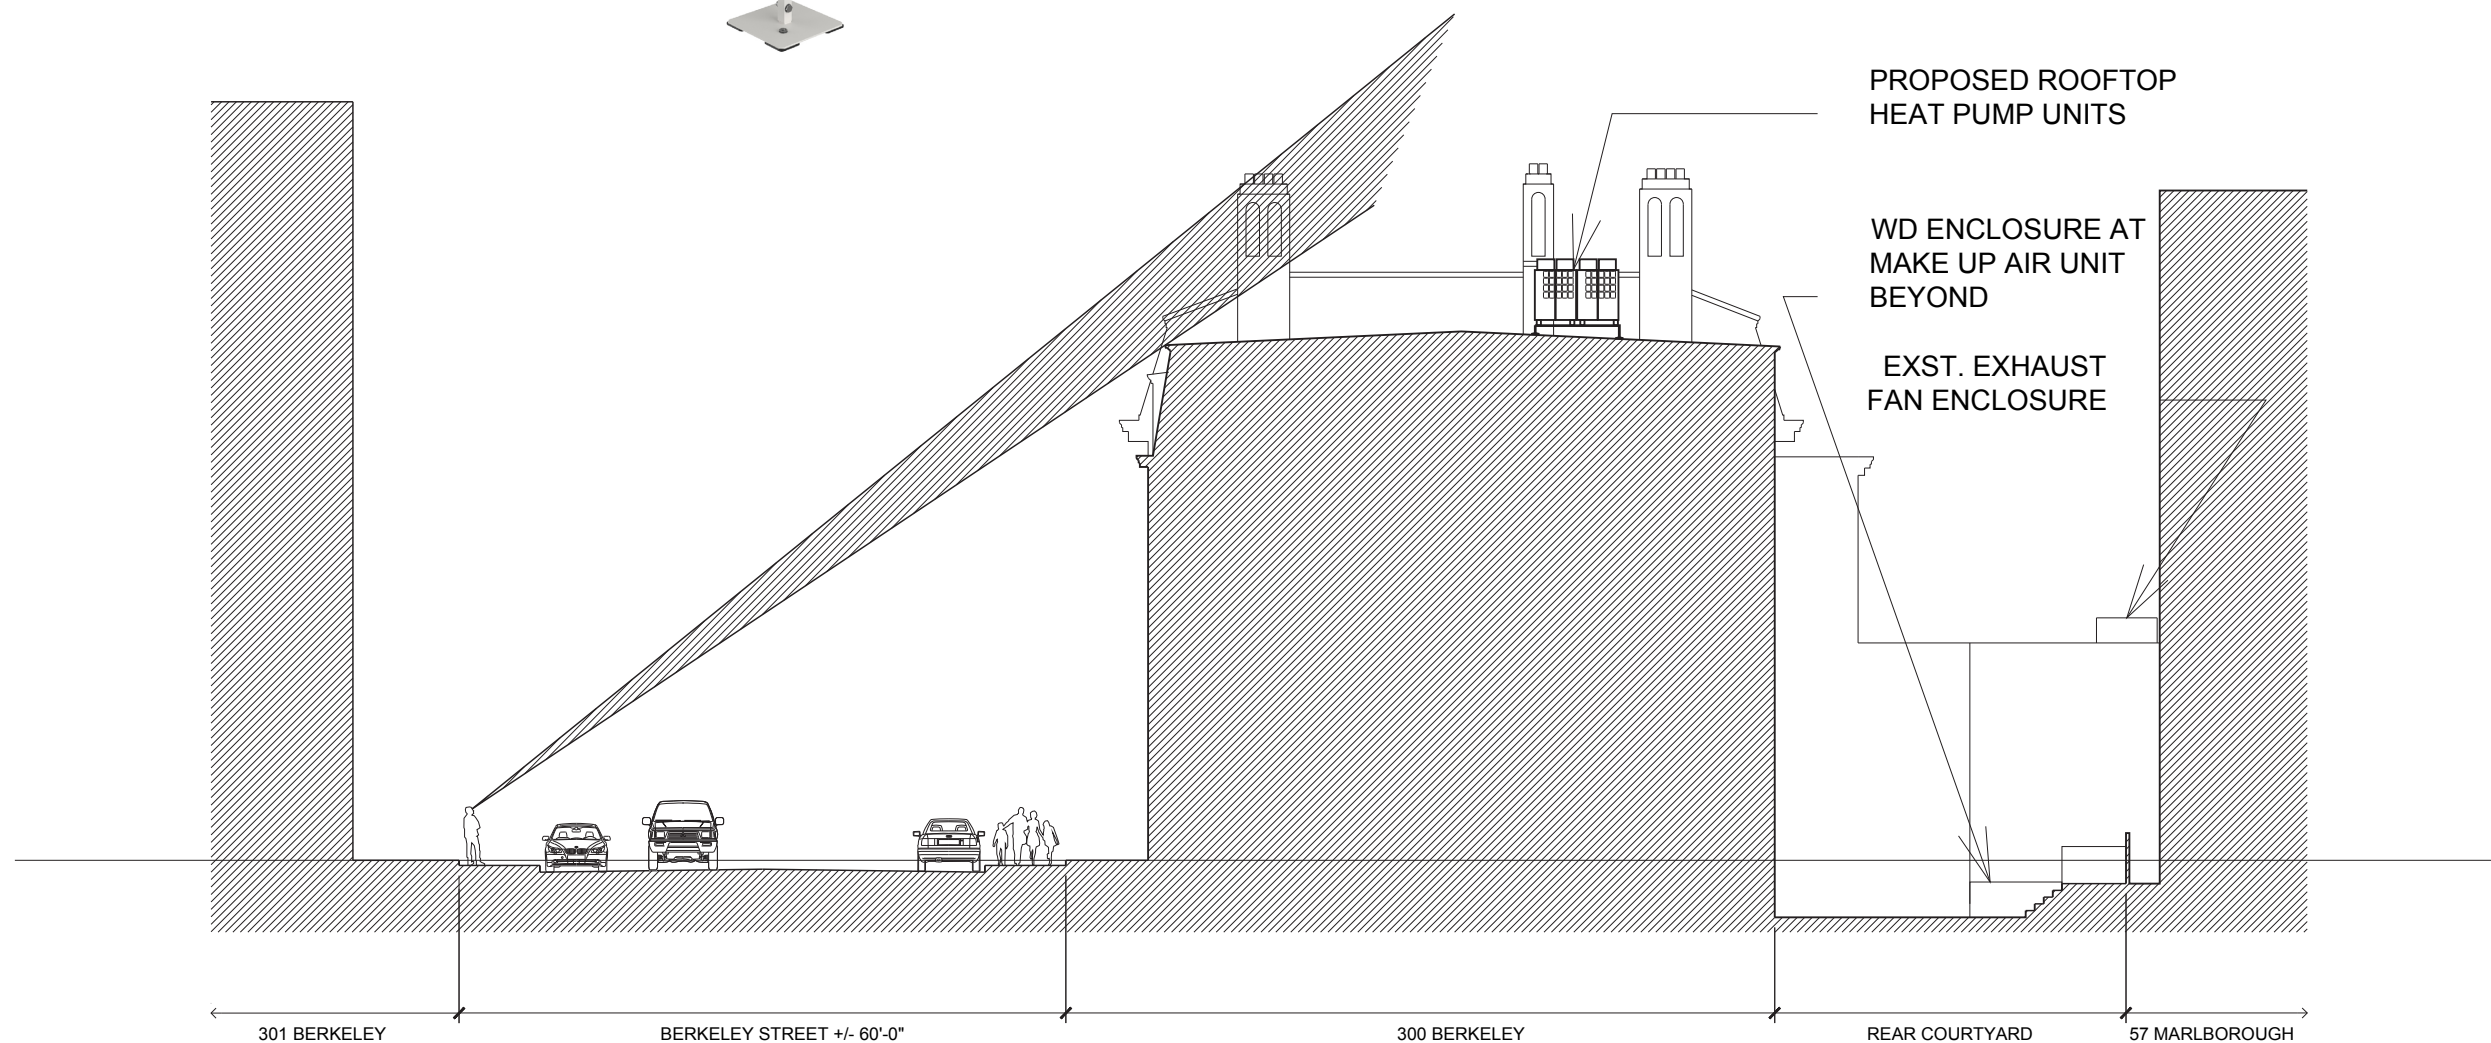 PROPOSED ROOFTOP
HEAT PUMP UNITS
WD ENCLOSURE AT
MAKE UP AIR UNIT
BEYOND
EXST. EXHAUST
FAN ENCLOSURE
301 BERKELEY
BERKELEY STREET +/- 60'-0"
300 BERKELEY
REAR COURTYARD
57 MARLBOROUGH